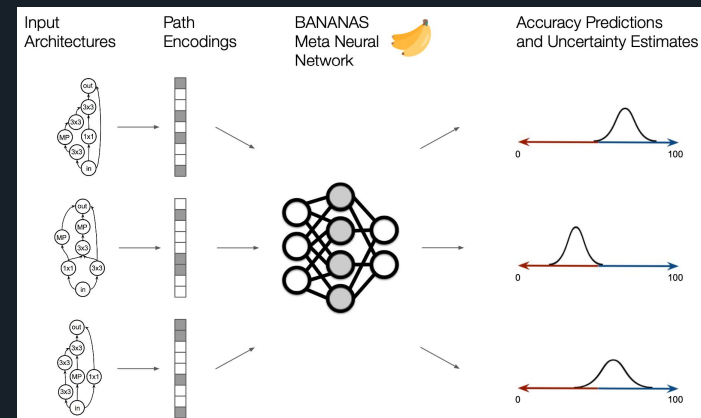 Input
Architectures
Path
Encodings
BANANAS
Meta Neural
Network
Accuracy Predictions
and Uncertainty Estimates
out
3x3
3x3
MP
1x1
3x3
in
0
100
out
MP
MP
3x3
1x1
3x3
in
0
100
out
3x3
3x3
MP
1x1
3x3
in
0
100